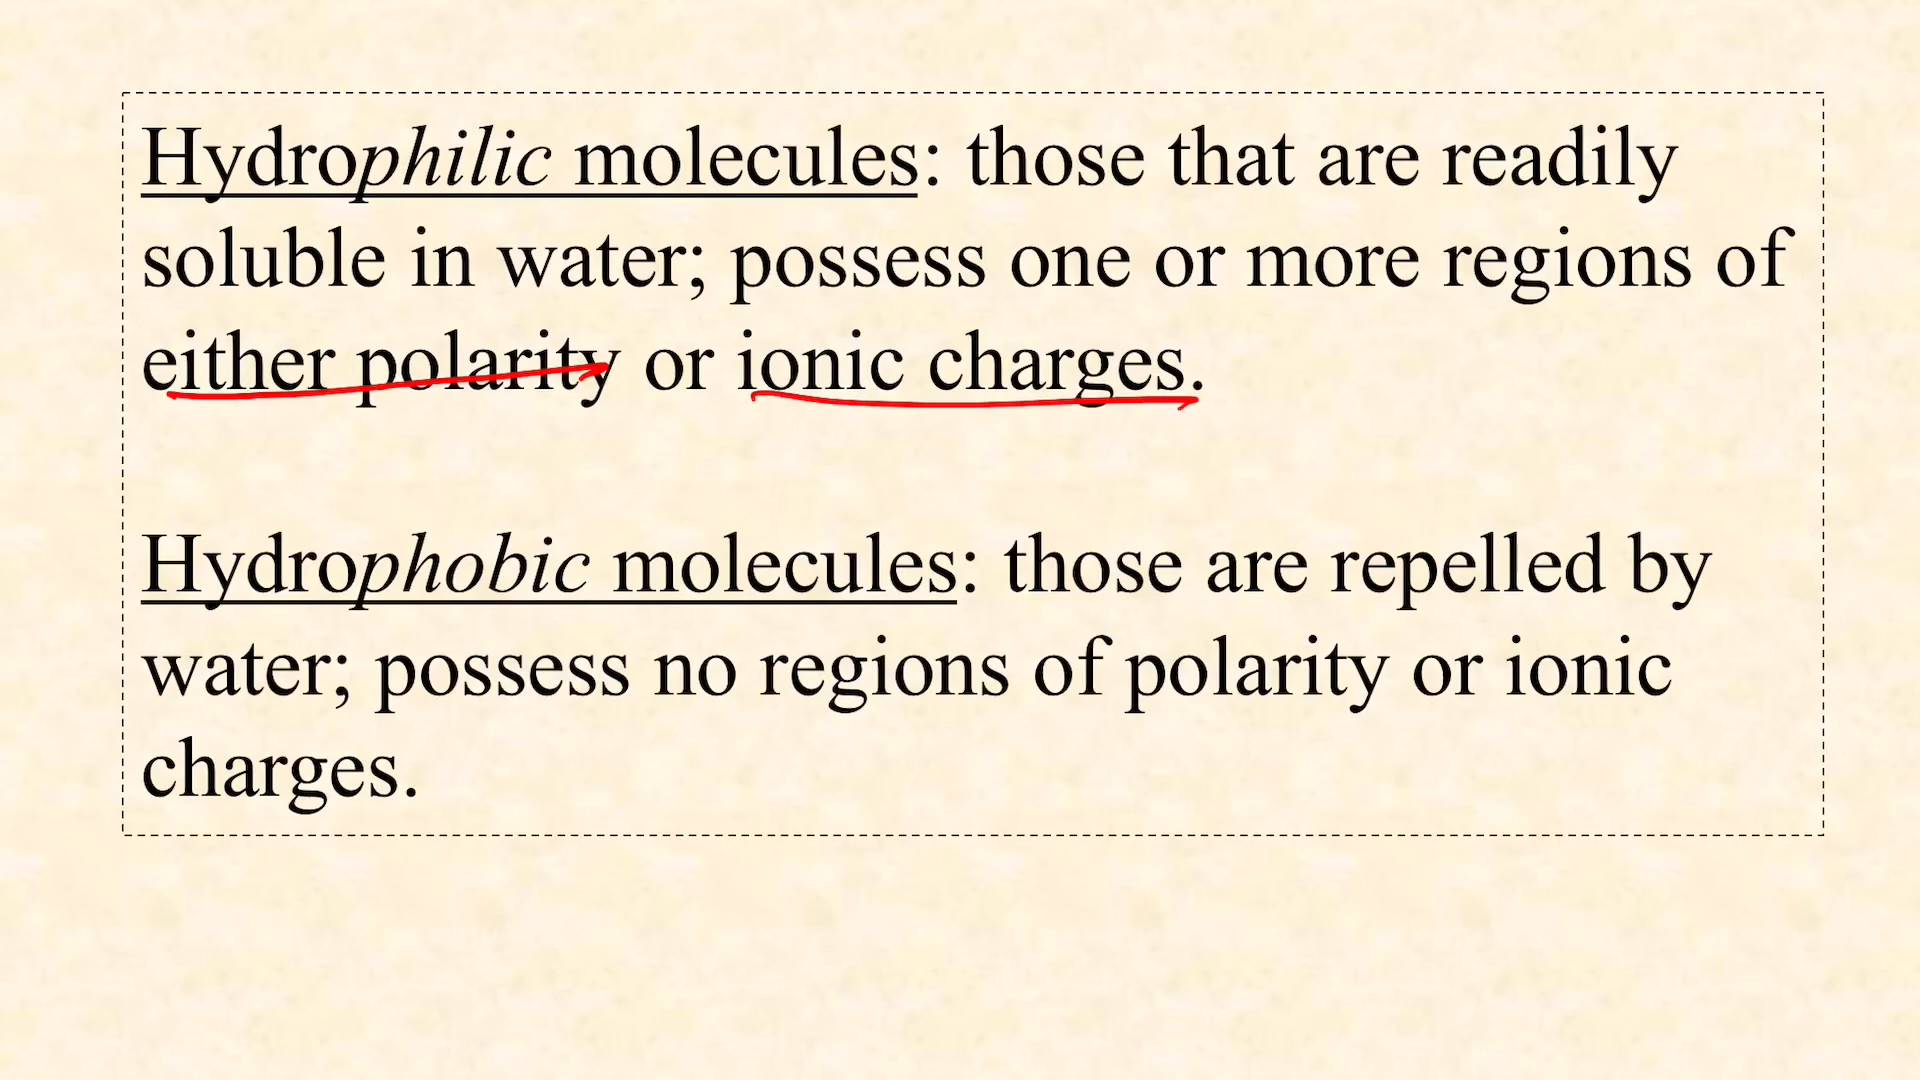 Hydrophilic molecules: those that are readily
soluble in water; possess one or more regions of
either polarity or ionic charges.
Hydrophobic molecules: those are repelled by
water; possess no regions of polarity or ionic
charges.